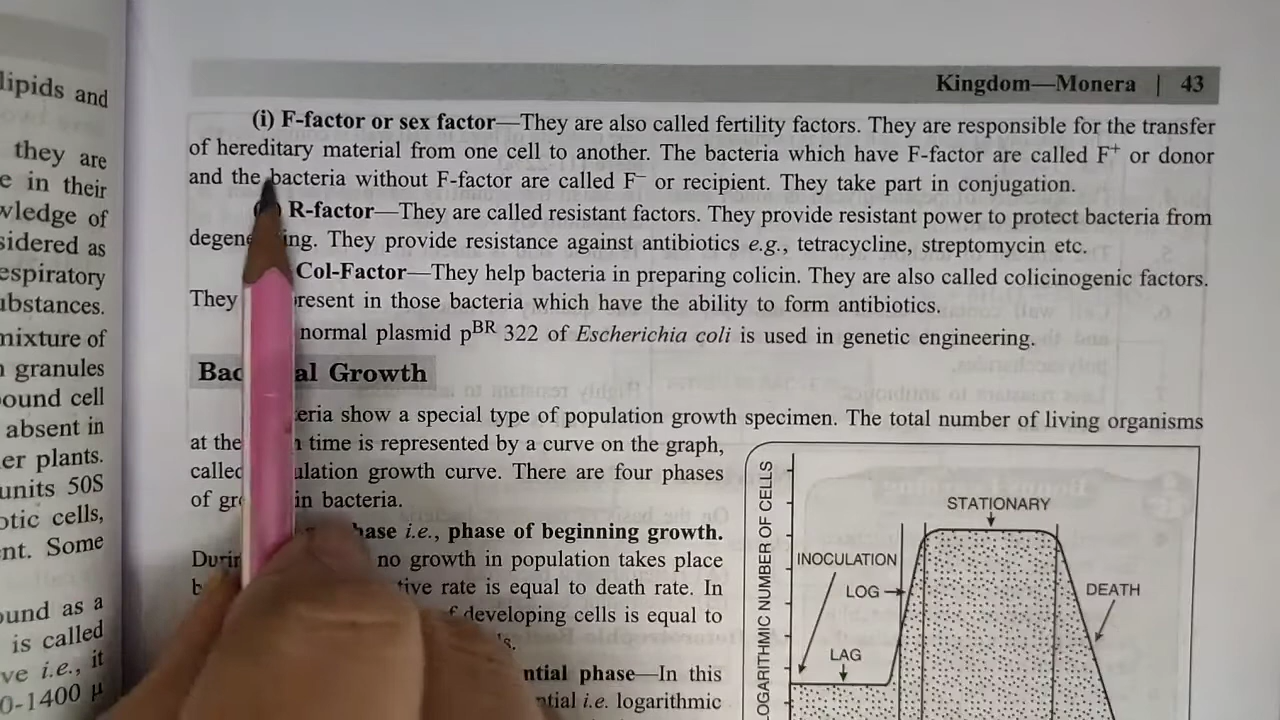 lipids and
they are
e in their
wledge of
sidered as
espiratory
ubstances.
mixture of
granules
ound cell
absent in
er plants.
units 50S
otic cells,
nt. Some
ound as a
is called
ve i.e., it
0-1400 µ
Kingdom—Monera | 43
(i) F-factor or sex factor—They are also called fertility factors. They are responsible for the transfer
of hereditary material from one cell to another. The bacteria which have F-factor are called F⁺ or donor
and the bacteria without F-factor are called F⁻ or recipient. They take part in conjugation.
R-factor—They are called resistant factors. They provide resistant power to protect bacteria from
degene ing. They provide resistance against antibiotics e.g., tetracycline, streptomycin etc.
Col-Factor—They help bacteria in preparing colicin. They are also called colicinogenic factors.
They resent in those bacteria which have the ability to form antibiotics.
normal plasmid pᴮᴿ 322 of Escherichia coli is used in genetic engineering.
Bac al Growth
eria show a special type of population growth specimen. The total number of living organisms
at the time is represented by a curve on the graph,
called ulation growth curve. There are four phases
of gr in bacteria.
hase i.e., phase of beginning growth.
Durin no growth in population takes place
tive rate is equal to death rate. In
f developing cells is equal to
ntial phase—In this
ntial i.e. logarithmic
LOGARITHMIC NUMBER OF CELLS
STATIONARY
INOCULATION
LOG
DEATH
LAG